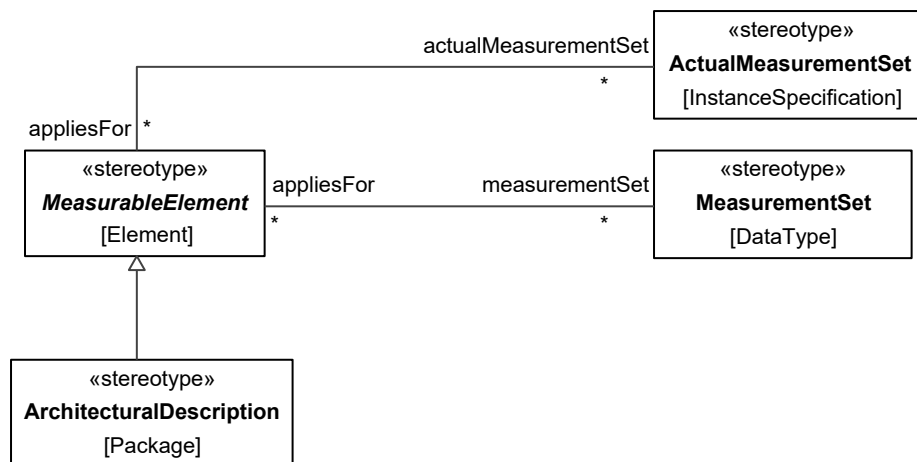 «stereotype»
ActualMeasurementSet
[InstanceSpecification]
actualMeasurementSet
*
appliesFor *
«stereotype»
MeasurableElement
[Element]
appliesFor
*
measurementSet
*
«stereotype»
MeasurementSet
[DataType]
«stereotype»
ArchitecturalDescription
[Package]